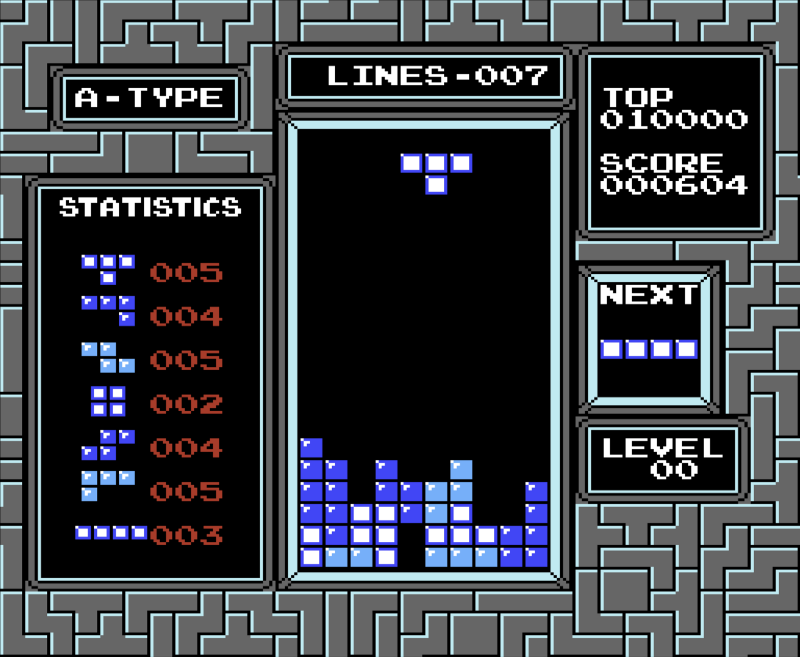 A-TYPE
LINES-007
TOP
010000
SCORE
000604
STATISTICS
005
004
005
002
004
005
003
NEXT
LEVEL
00